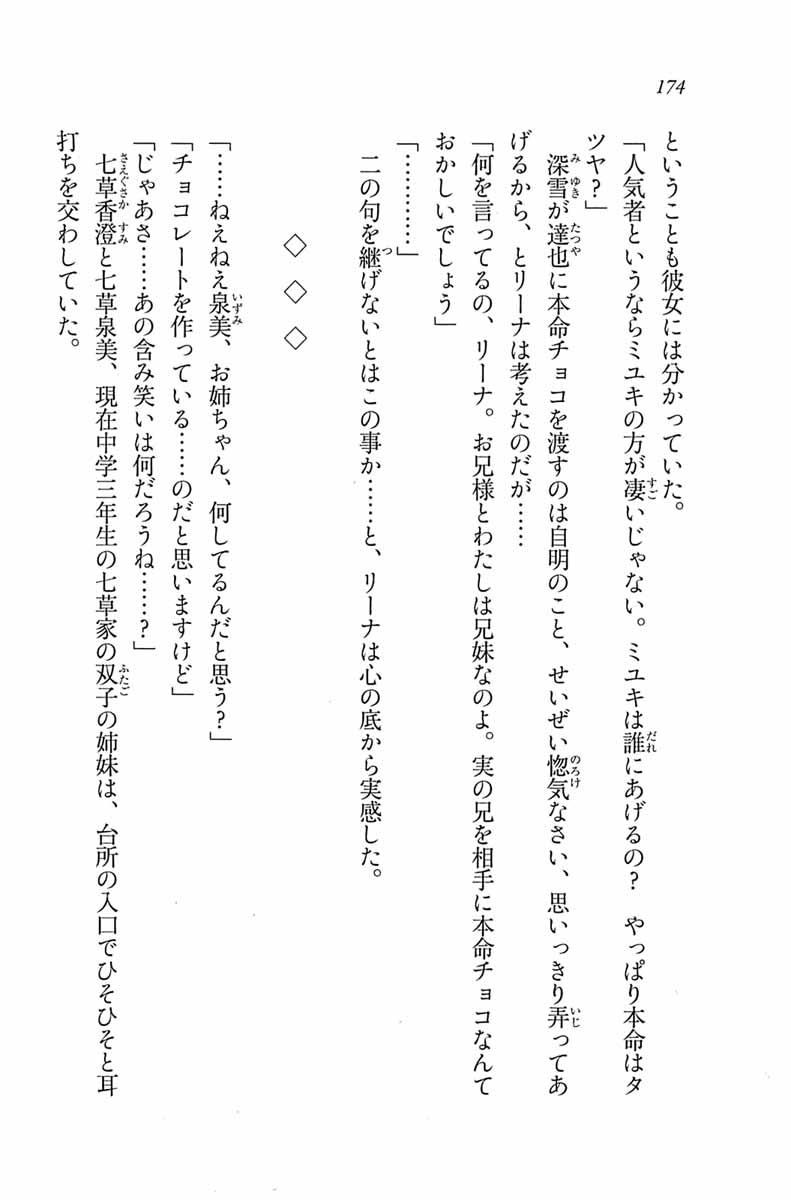 174
ということも彼女には分かっていた。
「人気者というならミユキの方が凄いじゃない。ミユキは誰にあげるの？　やっぱり本命はタ
ツヤ？」
深雪が達也に本命チョコを渡すのは自明のこと、せいぜい惚気なさい、思いっきり弄ってあ
げるから、とリーナは考えたのだが……
「何を言ってるの、リーナ。お兄様とわたしは兄妹なのよ。実の兄を相手に本命チョコなんて
おかしいでしょう」
「…………」
二の句を継げないとはこの事か……と、リーナは心の底から実感した。
◇　◇　◇
「……ねえねえ泉美、お姉ちゃん、何してるんだと思う？」
「チョコレートを作っている……のだと思いますけど」
「じゃあさ……あの含み笑いは何だろうね……？」
七草香澄と七草泉美、現在中学三年生の七草家の双子の姉妹は、台所の入口でひそひそと耳
打ちを交わしていた。